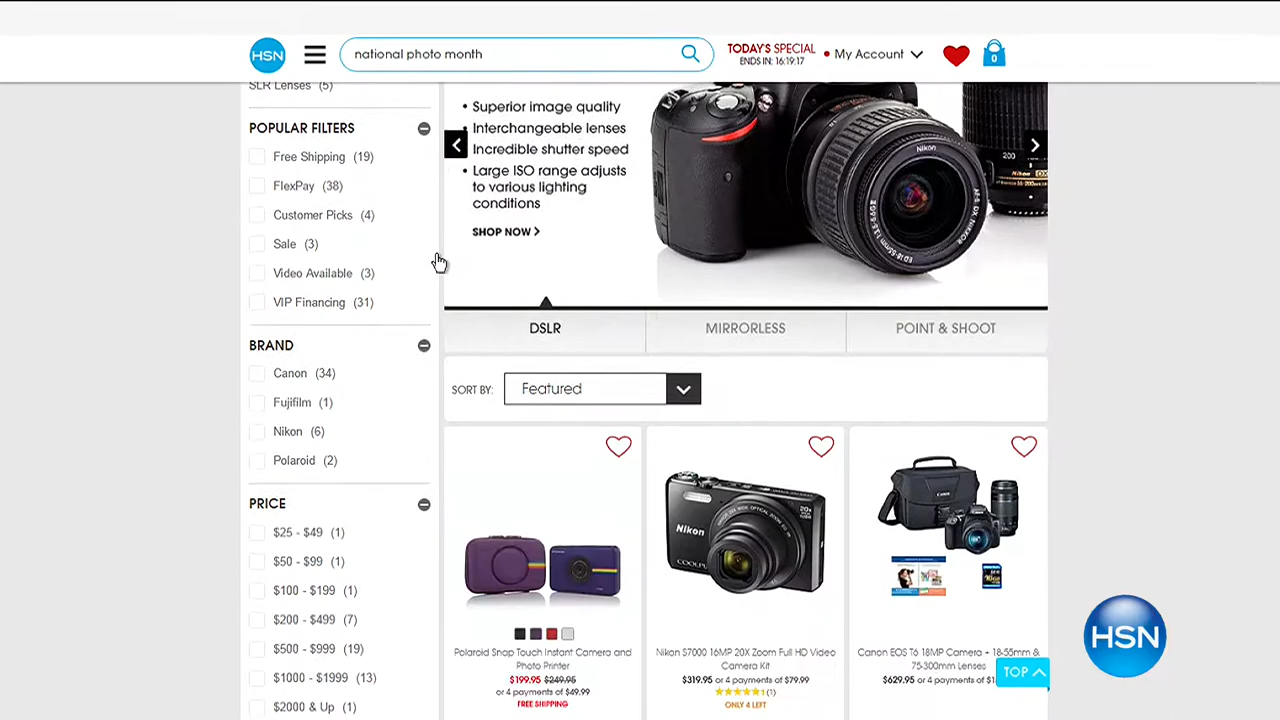 HSN
national photo month
TODAY'S SPECIAL
ENDS IN: 16:19:17
My Account
0
SLR Lenses (5)
POPULAR FILTERS
Free Shipping (19)
FlexPay (38)
Customer Picks (4)
Sale (3)
Video Available (3)
VIP Financing (31)
BRAND
Canon (34)
Fujifilm (1)
Nikon (6)
Polaroid (2)
PRICE
$25 - $49 (1)
$50 - $99 (1)
$100 - $199 (1)
$200 - $499 (7)
$500 - $999 (19)
$1000 - $1999 (13)
$2000 & Up (1)
• Superior image quality
• Interchangeable lenses
• Incredible shutter speed
• Large ISO range adjusts
to various lighting
conditions
SHOP NOW
Nikon
200
Nikon
DSLR
MIRRORLESS
POINT & SHOOT
SORT BY:
Featured
Polaroid Snap Touch Instant Camera and
Photo Printer
$199.95 $249.95
or 4 payments of $49.99
FREE SHIPPING
Nikon
COOLP
Nikon S7000 16MP 20X Zoom Full HD Video
Camera Kit
$319.95 or 4 payments of $79.99
(1)
ONLY 4 LEFT
Canon EOS T6 18MP Camera + 18-55mm &
75-300mm Lenses
$629.95 or 4 payments of
TOP
HSN